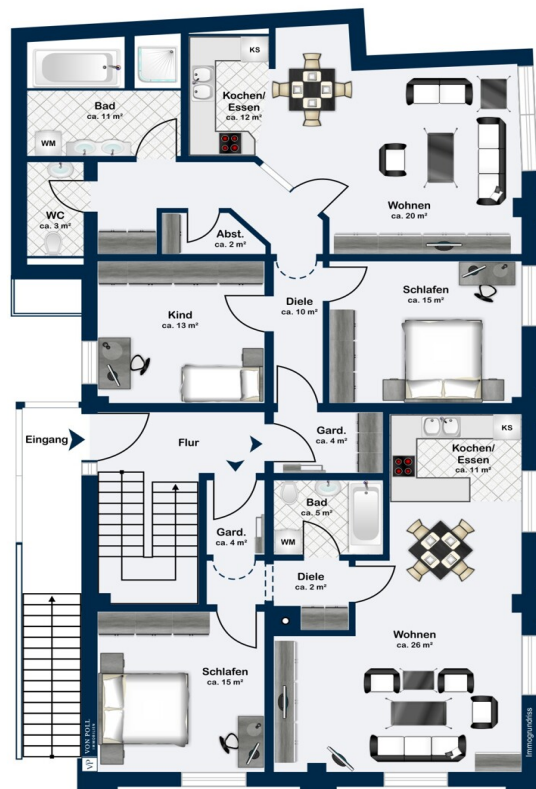 KS
Kochen/
Essen
ca. 12 m²
Bad
ca. 11 m²
WM
Wohnen
ca. 20 m²
WC
ca. 3 m²
Abst.
ca. 2 m²
Kind
ca. 13 m²
Diele
ca. 10 m²
Schlafen
ca. 15 m²
Eingang
Flur
Gard.
ca. 4 m²
KS
Kochen/
Essen
ca. 11 m²
Bad
ca. 5 m²
WM
Gard.
ca. 4 m²
Diele
ca. 2 m²
Wohnen
ca. 26 m²
Schlafen
ca. 15 m²
VP VON POLL
IMMOBILIEN
Immogrundriss